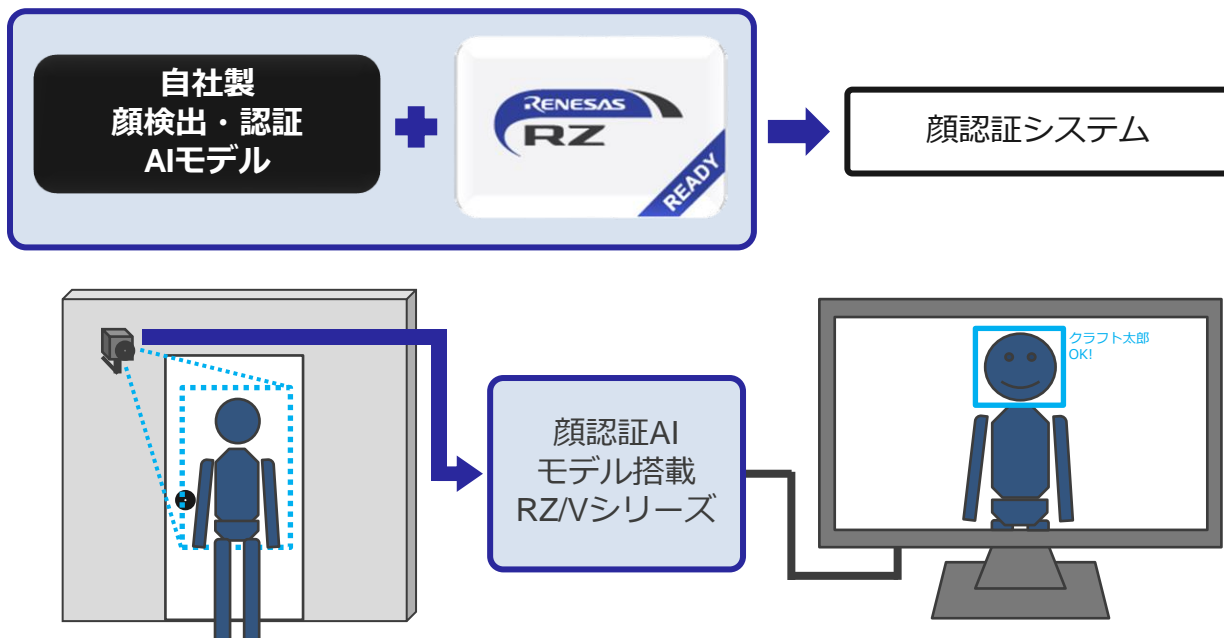 自社製
顔検出・認証
AIモデル
RENESAS
RZ
READY
顔認証システム
クラフト太郎
OK!
顔認証AI
モデル搭載
RZ/Vシリーズ